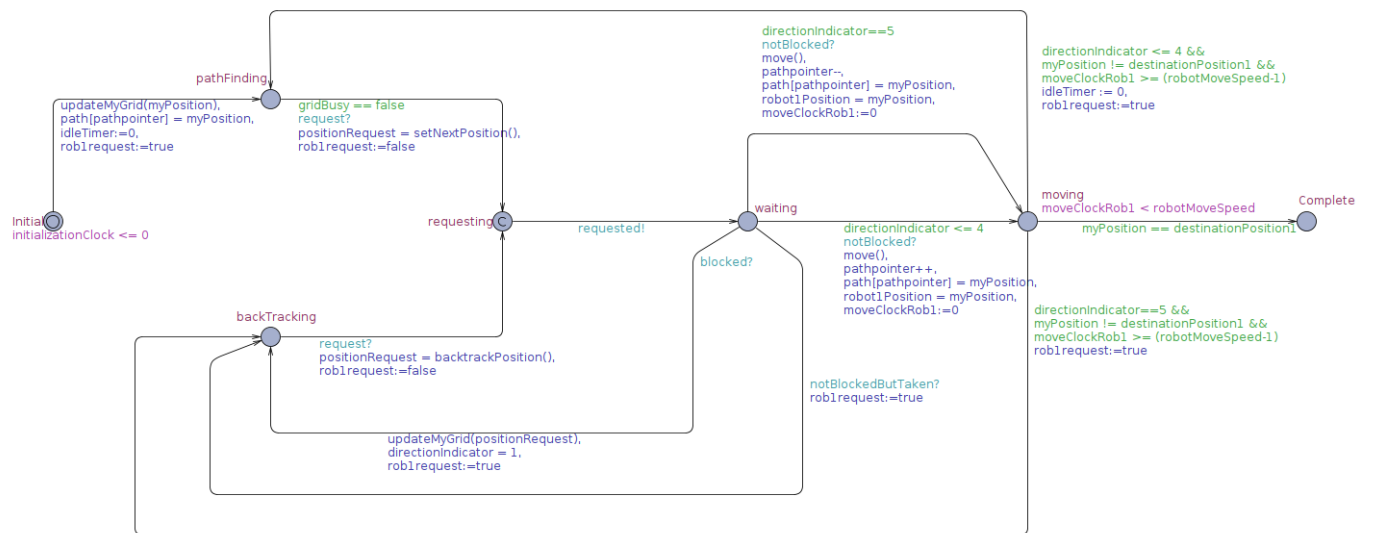 directionIndicator==5
notBlocked?
move(),
pathpointer--,
path[pathpointer] = myPosition,
robot1Position = myPosition,
moveClockRob1:=0
directionIndicator <= 4 &&
myPosition != destinationPosition1 &&
moveClockRob1 >= (robotMoveSpeed-1)
idleTimer := 0,
rob1request:=true
pathFinding
updateMyGrid(myPosition),
path[pathpointer] = myPosition,
idleTimer:=0,
rob1request:=true
gridBusy == false
request?
positionRequest = setNextPosition(),
rob1request:=false
Initial
initializationClock <= 0
requesting
C
requested!
waiting
moving
moveClockRob1 < robotMoveSpeed
Complete
myPosition == destinationPosition1
directionIndicator <= 4
notBlocked?
move(),
pathpointer++,
path[pathpointer] = myPosition,
robot1Position = myPosition,
moveClockRob1:=0
blocked?
backTracking
request?
positionRequest = backtrackPosition(),
rob1request:=false
directionIndicator==5 &&
myPosition != destinationPosition1 &&
moveClockRob1 >= (robotMoveSpeed-1)
rob1request:=true
notBlockedButTaken?
rob1request:=true
updateMyGrid(positionRequest),
directionIndicator = 1,
rob1request:=true